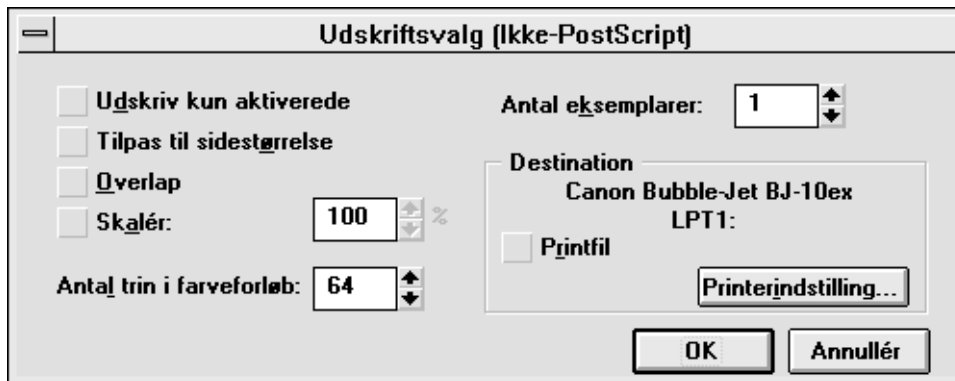 Udskriftsvalg (Ikke-PostScript)
Udskriv kun aktiverede
Tilpas til sidestørrelse
Overlap
Skalér: 100 %
Antal trin i farveforløb: 64
Antal eksemplarer: 1
Destination
Canon Bubble-Jet BJ-10ex
LPT1:
Printfil
Printerindstilling...
OK
Annullér